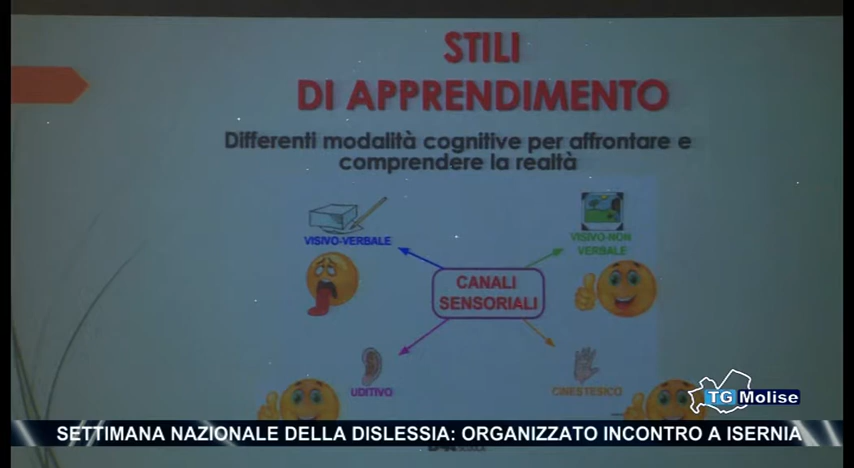 STILI
DI APPRENDIMENTO
Differenti modalità cognitive per affrontare e
comprendere la realtà
VISIVO-VERBALE
VISIVO-NON
VERBALE
CANALI
SENSORIALI
UDITIVO
CINESTESICO
TG Molise
SETTIMANA NAZIONALE DELLA DISLESSIA: ORGANIZZATO INCONTRO A ISERNIA